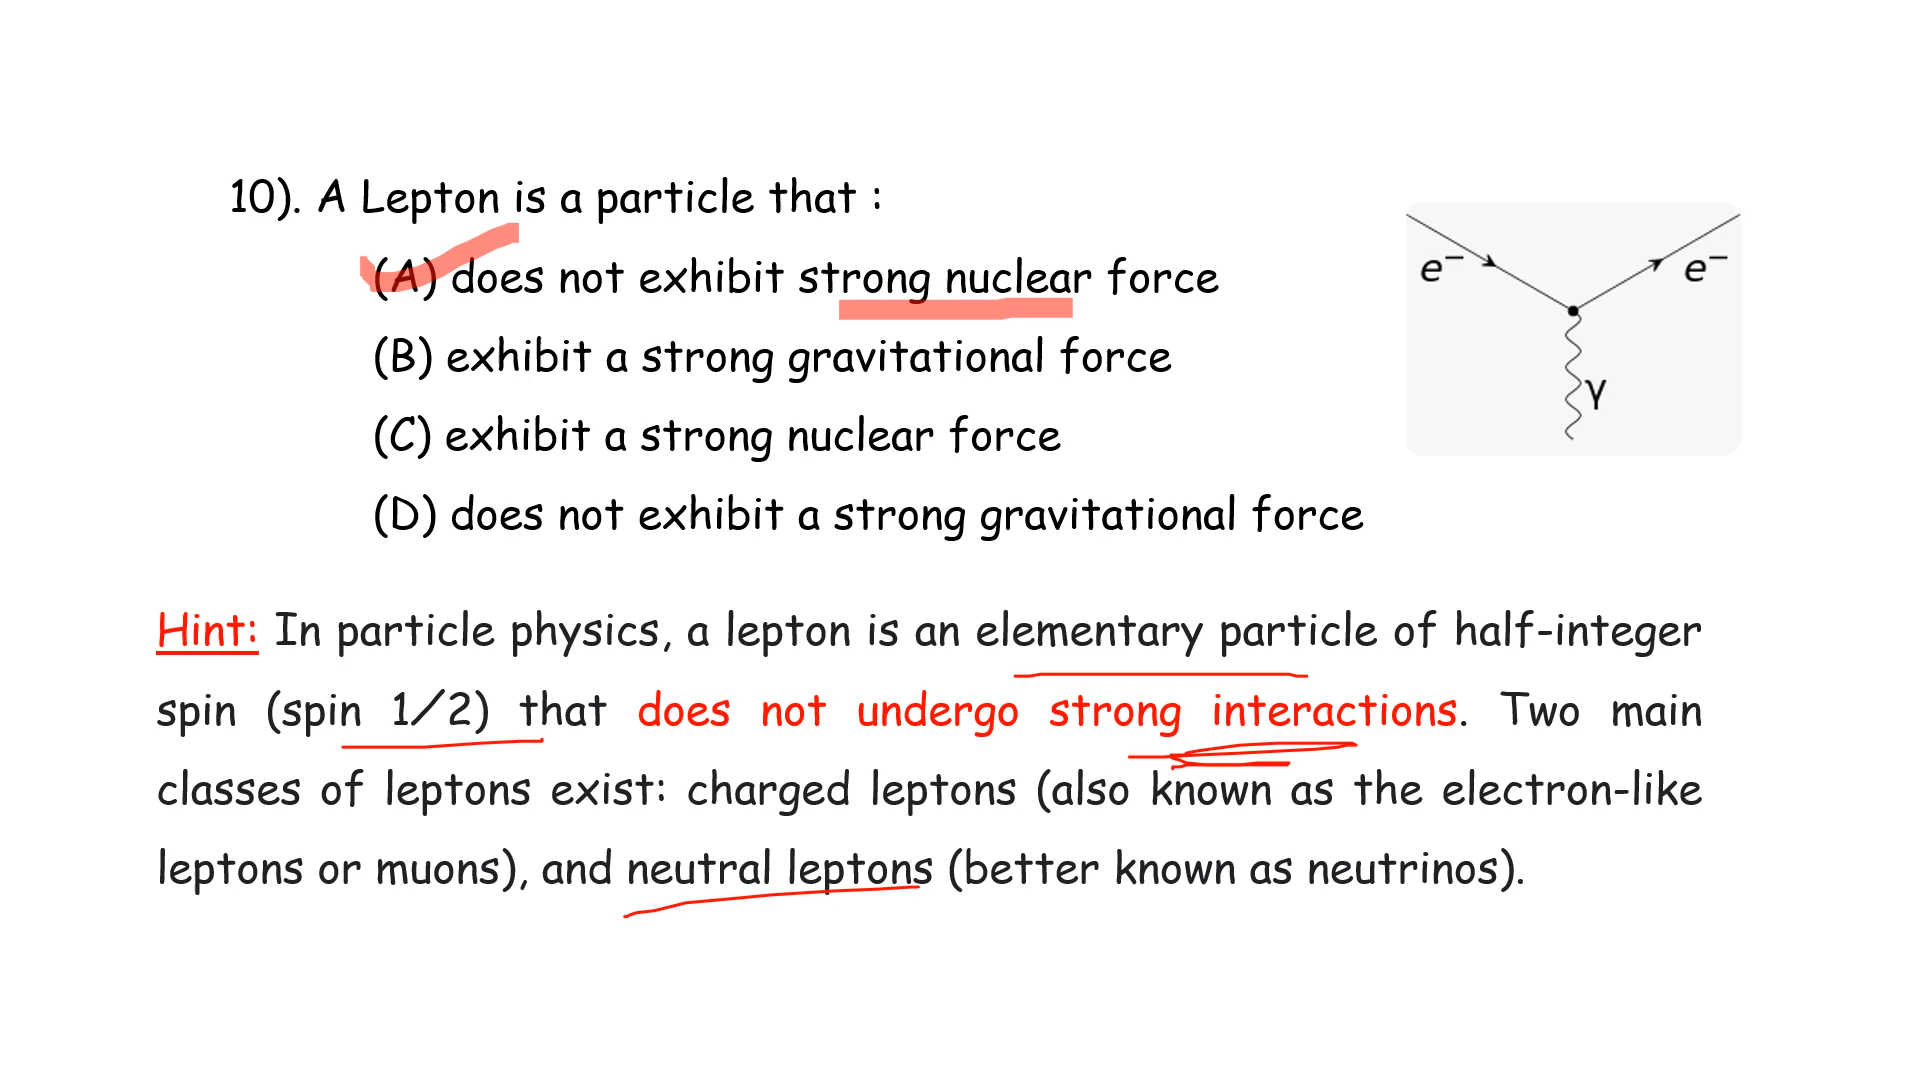 10). A Lepton is a particle that :
(A) does not exhibit strong nuclear force
(B) exhibit a strong gravitational force
(C) exhibit a strong nuclear force
(D) does not exhibit a strong gravitational force
e⁻ e⁻
γ
Hint: In particle physics, a lepton is an elementary particle of half-integer
spin (spin 1/2) that does not undergo strong interactions. Two main
classes of leptons exist: charged leptons (also known as the electron-like
leptons or muons), and neutral leptons (better known as neutrinos).